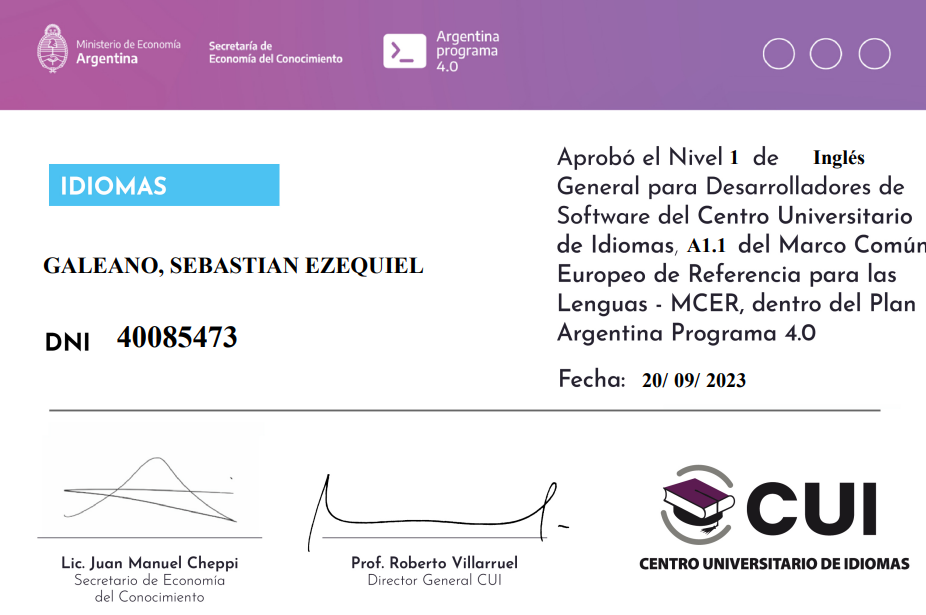 Ministerio de Economía
Argentina
Secretaría de
Economía del Conocimiento
Argentina
programa
4.0
IDIOMAS
GALEANO, SEBASTIAN EZEQUIEL
DNI 40085473
Aprobó el Nivel 1 de Inglés
General para Desarrolladores de
Software del Centro Universitario
de Idiomas, A1.1 del Marco Común
Europeo de Referencia para las
Lenguas - MCER, dentro del Plan
Argentina Programa 4.0
Fecha: 20/ 09/ 2023
Lic. Juan Manuel Cheppi
Secretario de Economía
del Conocimiento
Prof. Roberto Villarruel
Director General CUI
CUI
CENTRO UNIVERSITARIO DE IDIOMAS